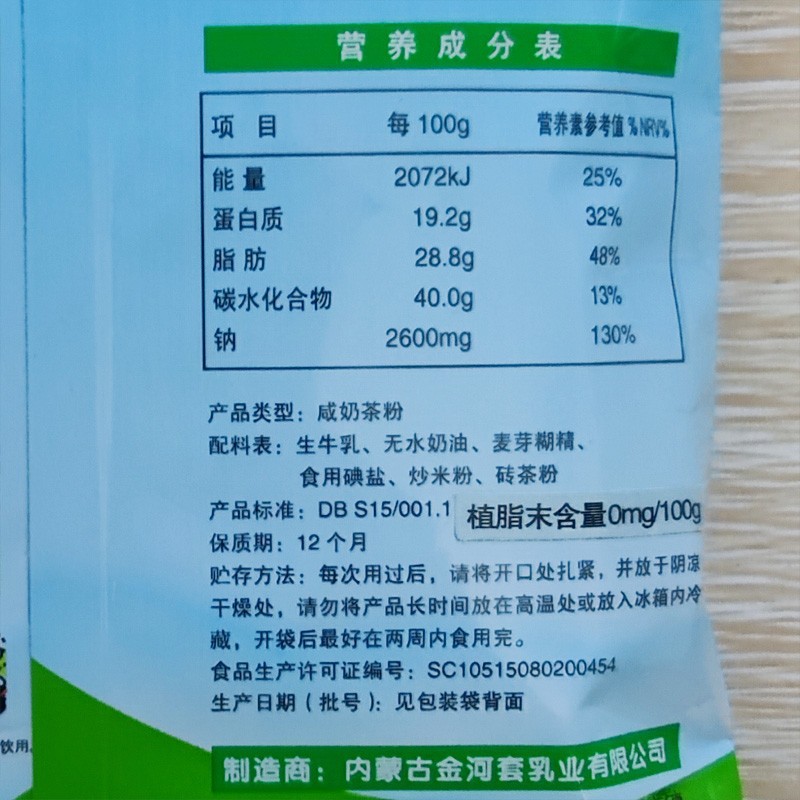 营养成分表
项 目 每 100g 营养素参考值 % NRV%
能 量 2072kJ 25%
蛋白质 19.2g 32%
脂 肪 28.8g 48%
碳水化合物 40.0g 13%
钠 2600mg 130%
产品类型：咸奶茶粉
配料表：生牛乳、无水奶油、麦芽糊精、
食用碘盐、炒米粉、砖茶粉
产品标准：DB S15/001.1
植脂末含量0mg/100g
保质期：12 个月
贮存方法：每次用过后，请将开口处扎紧，并放于阴凉
干燥处，请勿将产品长时间放在高温处或放入冰箱内冷
藏，开袋后最好在两周内食用完。
食品生产许可证编号：SC10515080200454
生产日期（批号）：见包装袋背面
饮用
制造商：内蒙古金河套乳业有限公司